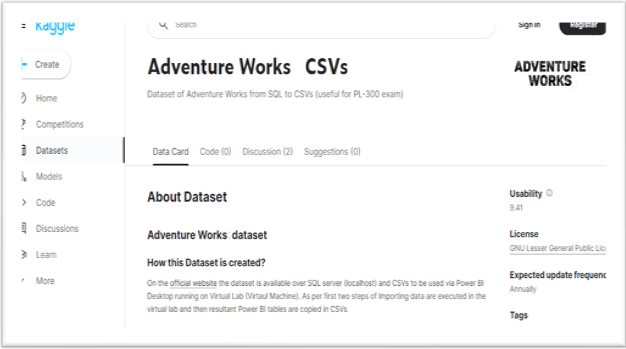 kaggle
Search
Sign In
Register
Create
Home
Competitions
Datasets
Models
Code
Discussions
Learn
More
Adventure Works CSVs
Dataset of Adventure Works from SQL to CSVs (useful for PL-300 exam)
ADVENTURE
WORKS
Data Card Code (0) Discussion (2) Suggestions (0)
About Dataset
Adventure Works dataset
How this Dataset is created?
On the official website the dataset is available over SQL server (localhost) and CSVs to be used via Power BI
Desktop running on Virtual Lab (Virtaul Machine). As per first two steps of Importing data are executed in the
virtual lab and then resultant Power BI tables are copied in CSVs
Usability
9.41
License
GNU Lesser General Public Lic
Expected update frequenc
Annually
Tags